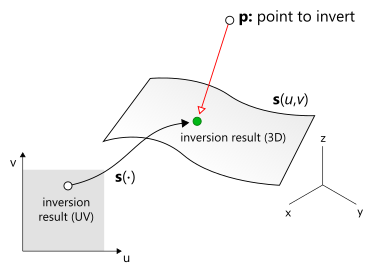 p: point to invert
s(u,v)
inversion result (3D)
z
v
s(·)
inversion
result (UV)
x
y
u